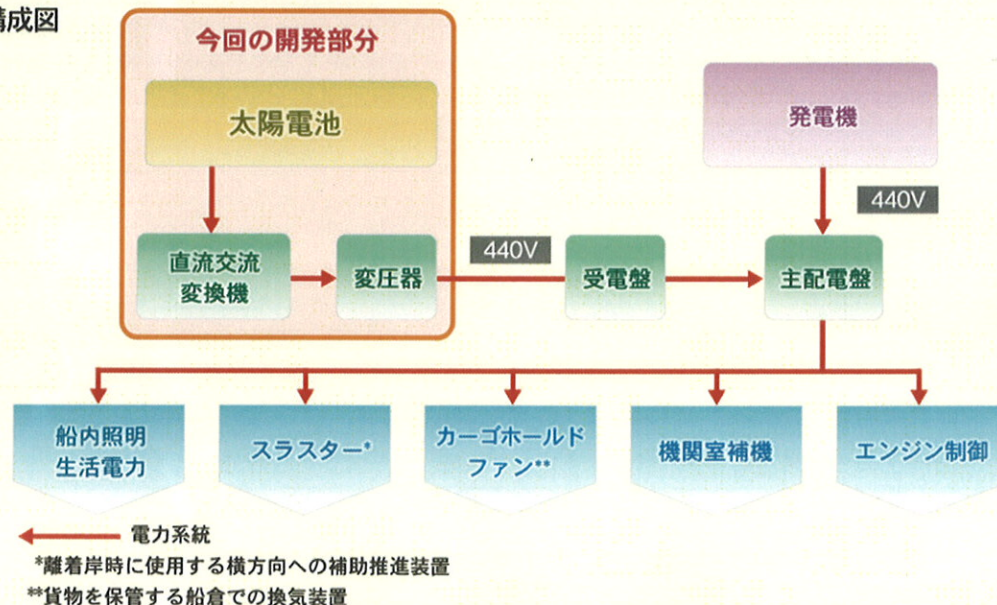 構成図
今回の開発部分
太陽電池
発電機
440V
直流交流
変換機
変圧器
440V
受電盤
主配電盤
船内照明
生活電力
スラスター*
カーゴホールド
ファン**
機関室補機
エンジン制御
電力系統
*離着岸時に使用する横方向への補助推進装置
**貨物を保管する船倉での換気装置